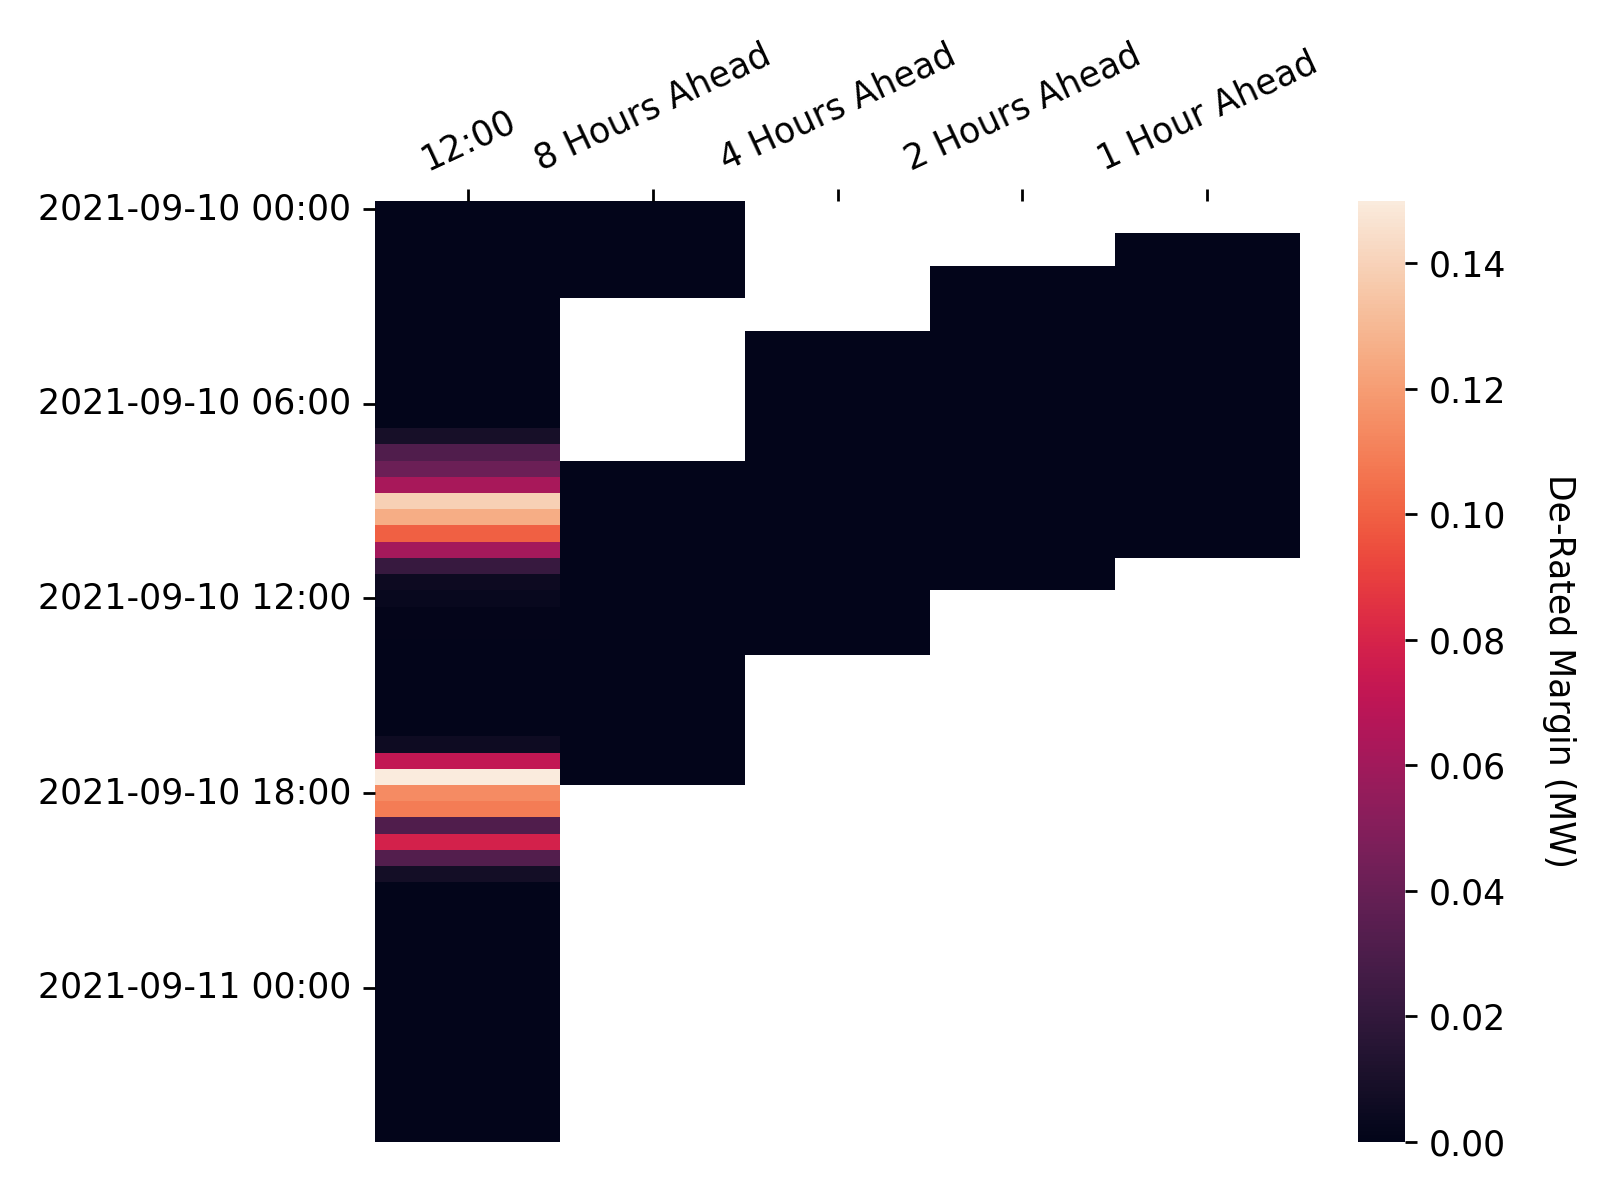 12:00
8 Hours Ahead
4 Hours Ahead
2 Hours Ahead
1 Hour Ahead
2021-09-10 00:00
2021-09-10 06:00
2021-09-10 12:00
2021-09-10 18:00
2021-09-11 00:00
0.14
0.12
0.10
0.08
0.06
0.04
0.02
0.00
De-Rated Margin (MW)